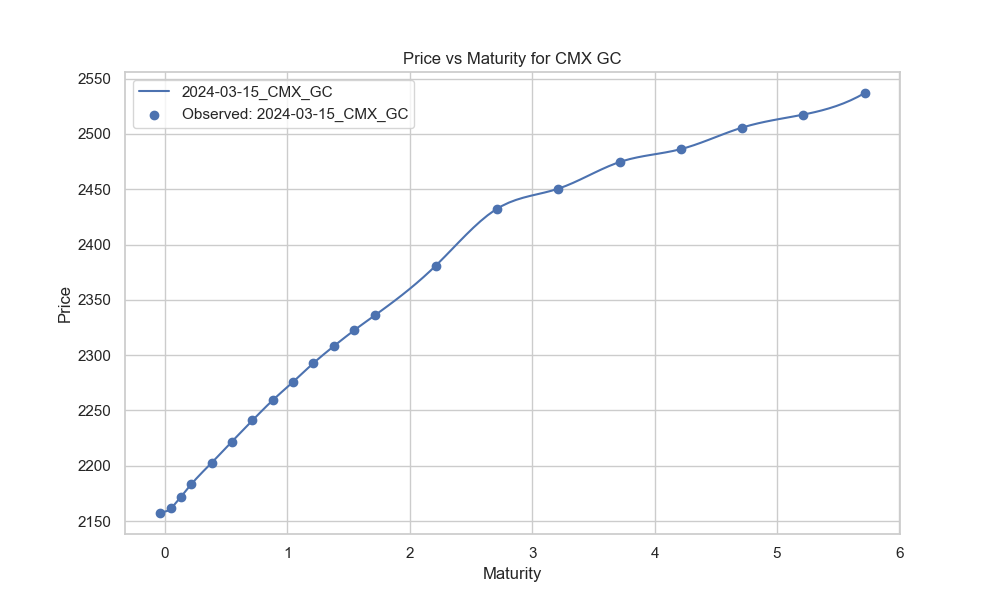 Price vs Maturity for CMX GC
2024-03-15_CMX_GC
Observed: 2024-03-15_CMX_GC
2550
2500
2450
2400
2350
2300
2250
2200
2150
Price
0 1 2 3 4 5 6
Maturity